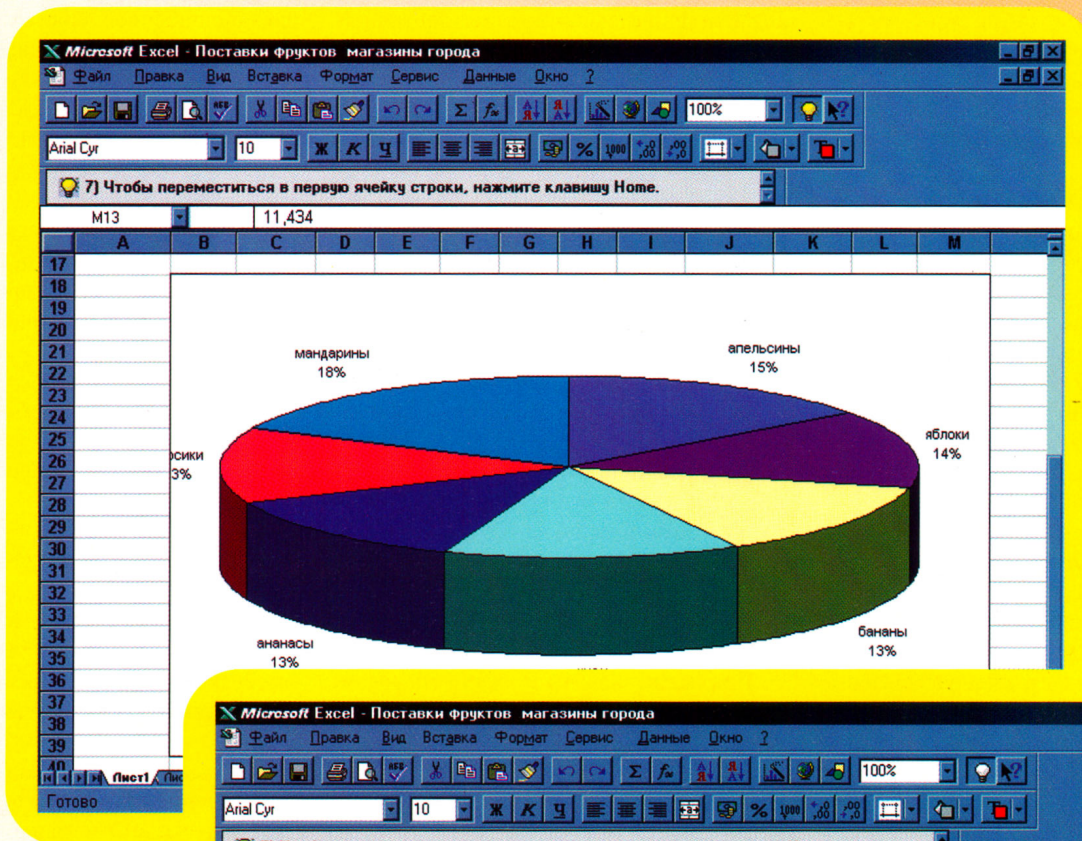 Microsoft Excel - Поставки фруктов магазины города
Файл Правка Вид Вставка Формат Сервис Данные Окно ?
100%
Arial Cyr 10 Ж К Ч
7) Чтобы переместиться в первую ячейку строки, нажмите клавишу Home.
M13 11,434
A B C D E F G H I J K L M
17
18
19
20
21
22
23
24
25
26
27
28
29
30
31
32
33
34
35
36
37
38
39
40
мандарины
18%
апельсины
15%
яблоки
14%
рсики
3%
ананасы
13%
бананы
13%
Лист1
Готово
Microsoft Excel - Поставки фруктов магазины города
Файл Правка Вид Вставка Формат Сервис Данные Окно ?
100%
Arial Cyr 10 Ж К Ч